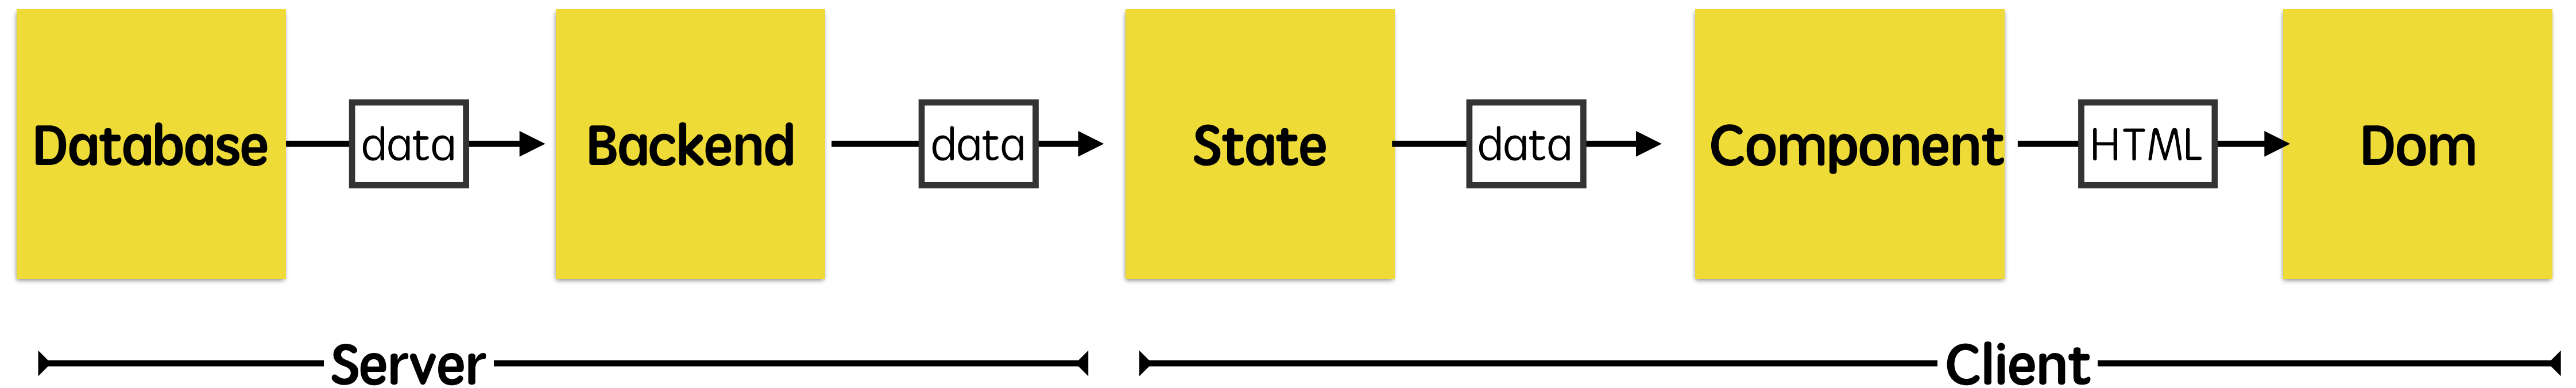 Database
data
Backend
data
State
data
Component
HTML
Dom
Server
Client